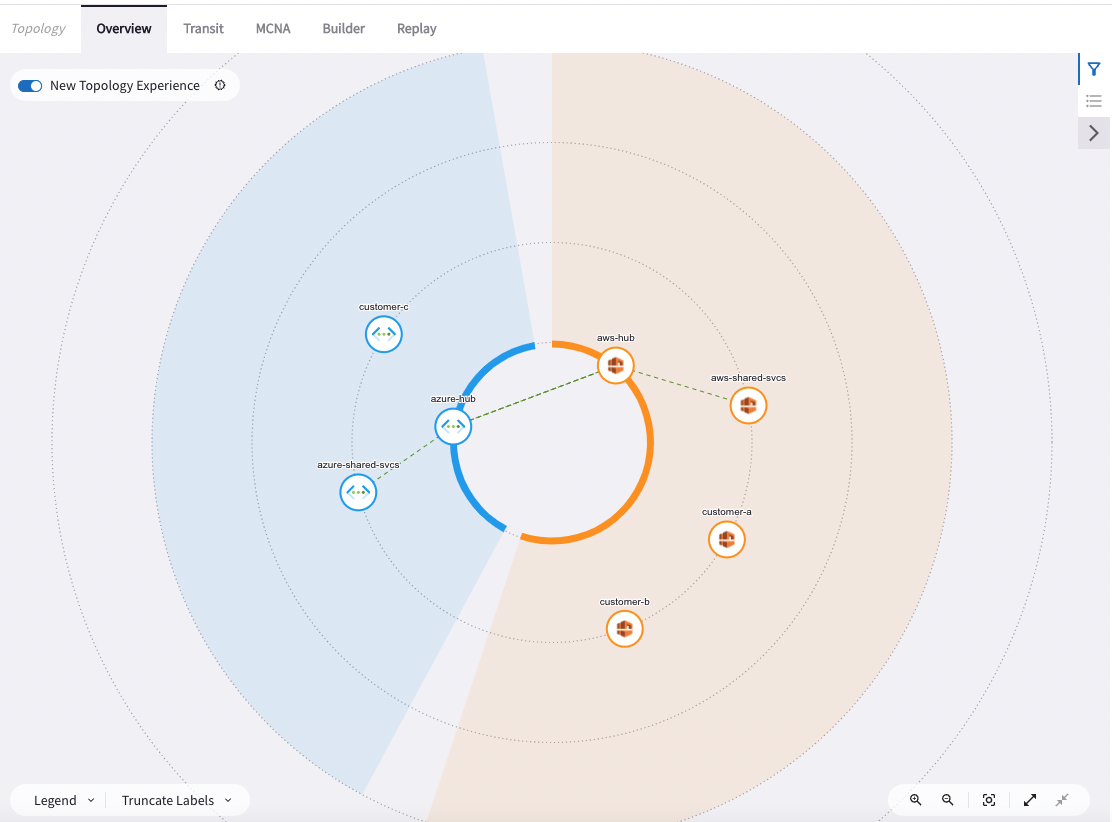 Topology
Overview
Transit
MCNA
Builder
Replay
New Topology Experience
customer-c
aws-hub
aws-shared-svcs
azure-hub
azure-shared-svcs
customer-a
customer-b
Legend
Truncate Labels